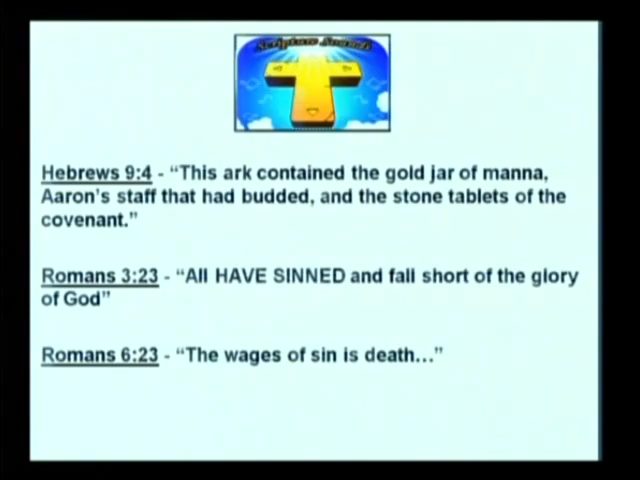 Scripture Sounds
Hebrews 9:4 - “This ark contained the gold jar of manna,
Aaron’s staff that had budded, and the stone tablets of the
covenant.”
Romans 3:23 - “All HAVE SINNED and fall short of the glory
of God”
Romans 6:23 - “The wages of sin is death…”